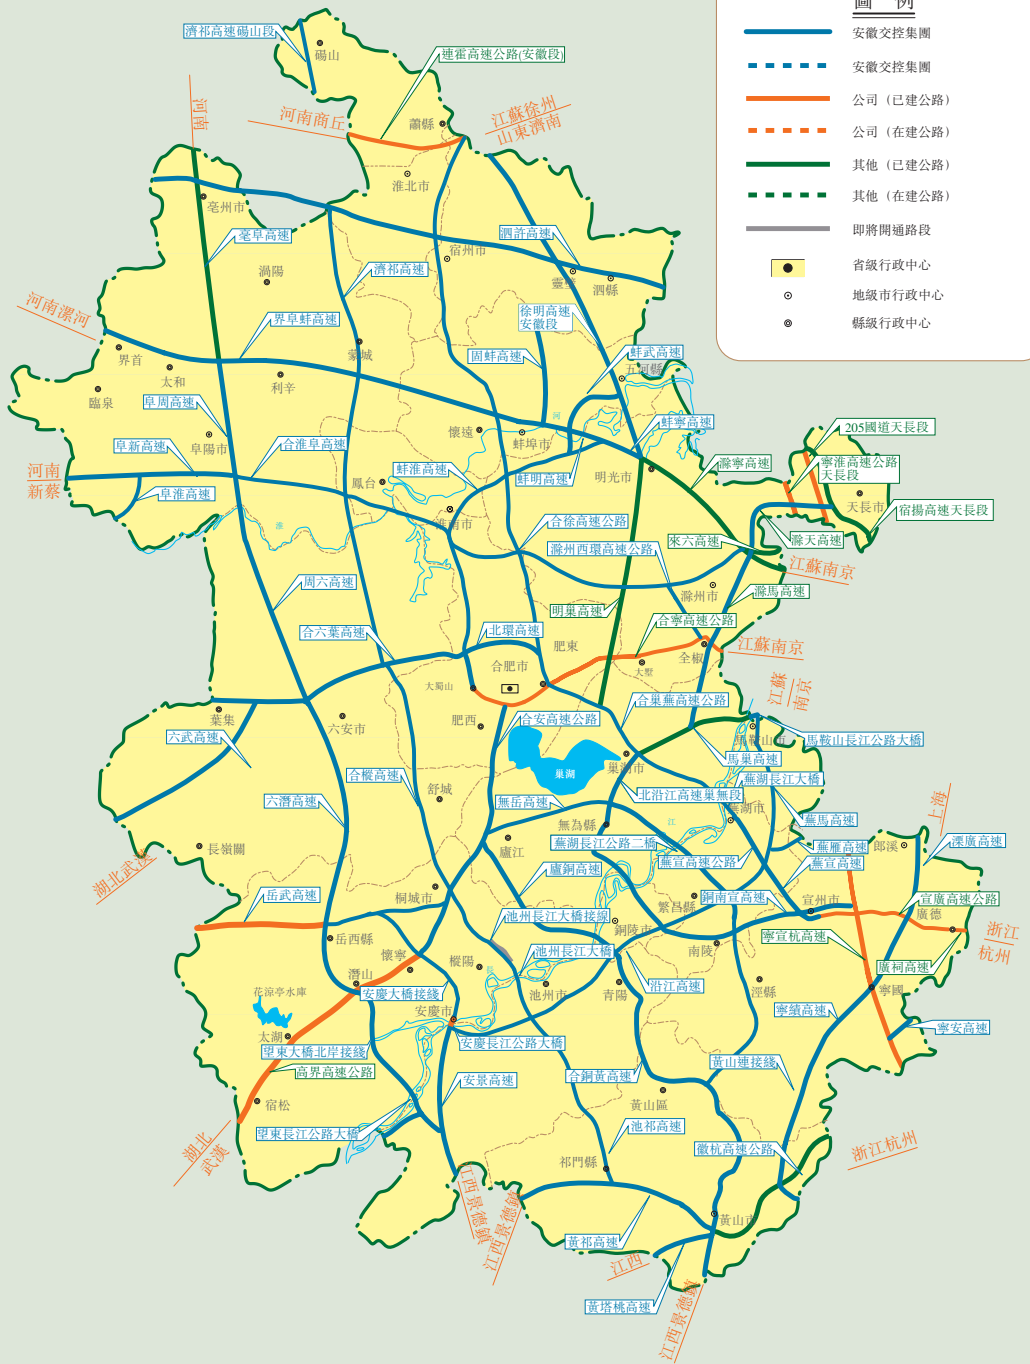 圖 例
安徽交控集團
安徽交控集團
公司（已建公路）
公司（在建公路）
其他（已建公路）
其他（在建公路）
即將開通路段
省級行政中心
地級市行政中心
縣級行政中心
濟祁高速碭山段
碭山
連霍高速公路(安徽段)
河南
河南商丘
蕭縣
江蘇徐州
山東濟南
淮北市
亳州市
亳阜高速
宿州市
泗許高速
渦陽
濟祁高速
靈璧
泗縣
河南漯河
界阜蚌高速
徐明高速
安徽段
界首
蒙城
固蚌高速
蚌武高速
太和
利辛
五河縣
臨泉
阜周高速
河
懷遠
蚌埠市
蚌寧高速
205國道天長段
阜陽市
阜新高速
合淮阜高速
寧淮高速公路
天長段
河南
新蔡
蚌淮高速
蚌明高速
明光市
滁寧高速
鳳台
阜淮高速
天長市
宿揚高速天長段
淮
淮南市
合徐高速公路
來六高速
滁天高速
滁州西環高速公路
江蘇南京
周六高速
滁州市
滁馬高速
明巢高速
合六葉高速
北環高速
合寧高速公路
肥東
合肥市
全椒
江蘇南京
大墅
大蜀山
江蘇
南京
合巢蕪高速公路
葉集
六安市
肥西
合安高速公路
馬鞍山市
馬鞍山長江公路大橋
六武高速
巢湖
巢湖市
馬巢高速
合樅高速
蕪湖長江大橋
舒城
北沿江高速巢無段
六潛高速
無岳高速
蕪湖市
上海
江
無為縣
蕪馬高速
長嶺關
廬江
蕪湖長江公路二橋
蕪雁高速
郎溪
溧廣高速
湖北武漢
蕪宣高速公路
蕪宣高速
廬銅高速
桐城市
岳武高速
繁昌縣
銅南宣高速
宣州市
宣廣高速公路
池州長江大橋接線
廣德
岳西縣
銅陵市
寧宣杭高速
浙江
杭州
懷寧
南陵
池州長江大橋
樅陽
沿江高速
廣祠高速
潛山
花涼亭水庫
安慶大橋接綫
池州市
青陽
涇縣
寧國
安慶市
寧績高速
寧安高速
太湖
望東大橋北岸接綫
安慶長江公路大橋
高界高速公路
安景高速
合銅黃高速
黃山連接綫
宿松
黃山區
望東長江公路大橋
池祁高速
湖北
武漢
徽杭高速公路
浙江杭州
祁門縣
江西景德鎮
江西景德鎮
黃山市
黃祁高速
江西
黃塔桃高速
江西景德鎮